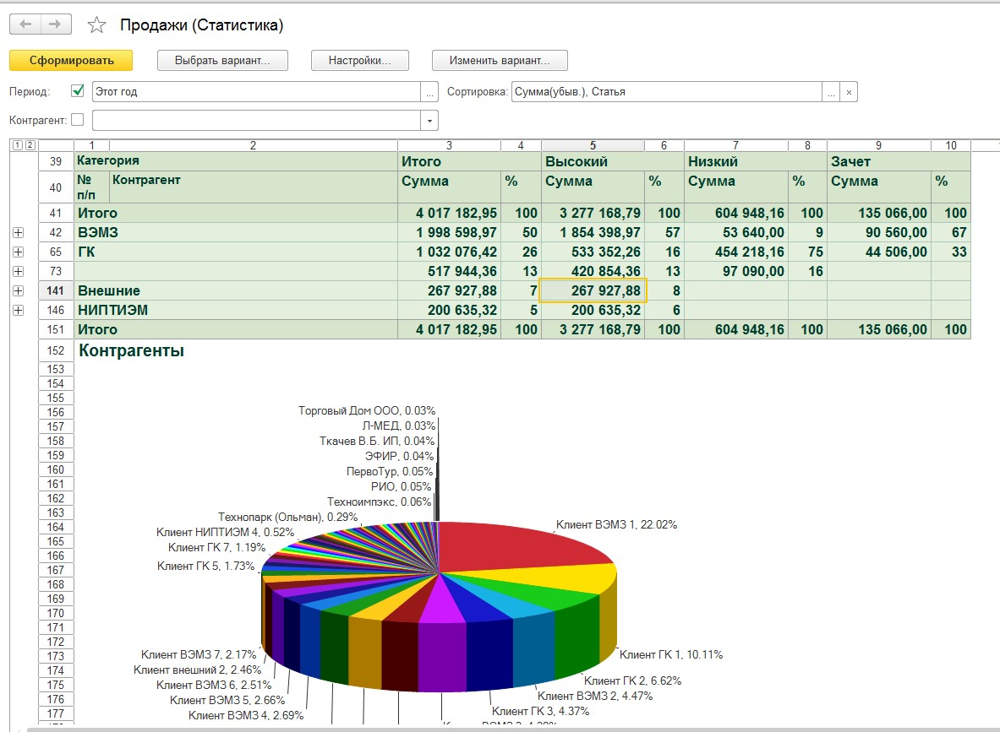 Продажи (Статистика)
Сформировать Выбрать вариант... Настройки... Изменить вариант...
Период: Этот год ... Сортировка: Сумма(убыв.), Статья ... ×
Контрагент:
1 2 1 2 3 4 5 6 7 8 9 10
39 Категория Итого Высокий Низкий Зачет
40 № п/п Контрагент Сумма % Сумма % Сумма % Сумма %
41 Итого 4 017 182,95 100 3 277 168,79 100 604 948,16 100 135 066,00 100
42 ВЭМЗ 1 998 598,97 50 1 854 398,97 57 53 640,00 9 90 560,00 67
65 ГК 1 032 076,42 26 533 352,26 16 454 218,16 75 44 506,00 33
73 517 944,36 13 420 854,36 13 97 090,00 16
141 Внешние 267 927,88 7 267 927,88 8
146 НИПТИЭМ 200 635,32 5 200 635,32 6
151 Итого 4 017 182,95 100 3 277 168,79 100 604 948,16 100 135 066,00 100
152 Контрагенты
153
154
155
156 Торговый Дом ООО, 0.03%
157 Л-МЕД, 0.03%
158 Ткачев В.Б. ИП, 0.04%
159 ЭФИР, 0.04%
160 ПервоТур, 0.05%
161 РИО, 0.05%
162 Техноимпэкс, 0.06%
163 Технопарк (Ольман), 0.29%
164 Клиент ВЭМЗ 1, 22.02%
165 Клиент НИПТИЭМ 4, 0.52%
166 Клиент ГК 7, 1.19%
167 Клиент ГК 5, 1.73%
168
169
170
171
172
173 Клиент ВЭМЗ 7, 2.17% Клиент ГК 1, 10.11%
174 Клиент внешний 2, 2.46%
175 Клиент ВЭМЗ 6, 2.51% Клиент ГК 2, 6.62%
176 Клиент ВЭМЗ 5, 2.66% Клиент ВЭМЗ 2, 4.47%
177 Клиент ВЭМЗ 4, 2.69% Клиент ГК 3, 4.37%